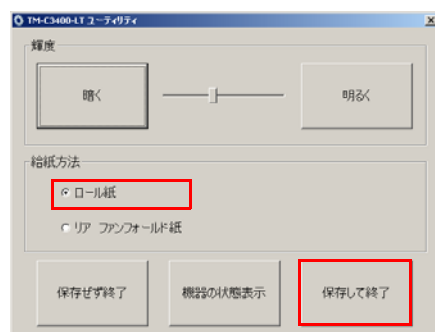 TM-C3400-LT ユーティリティ
輝度
暗く
明るく
給紙方法
ロール紙
リア ファンフォールド紙
保存せず終了
機器の状態表示
保存して終了